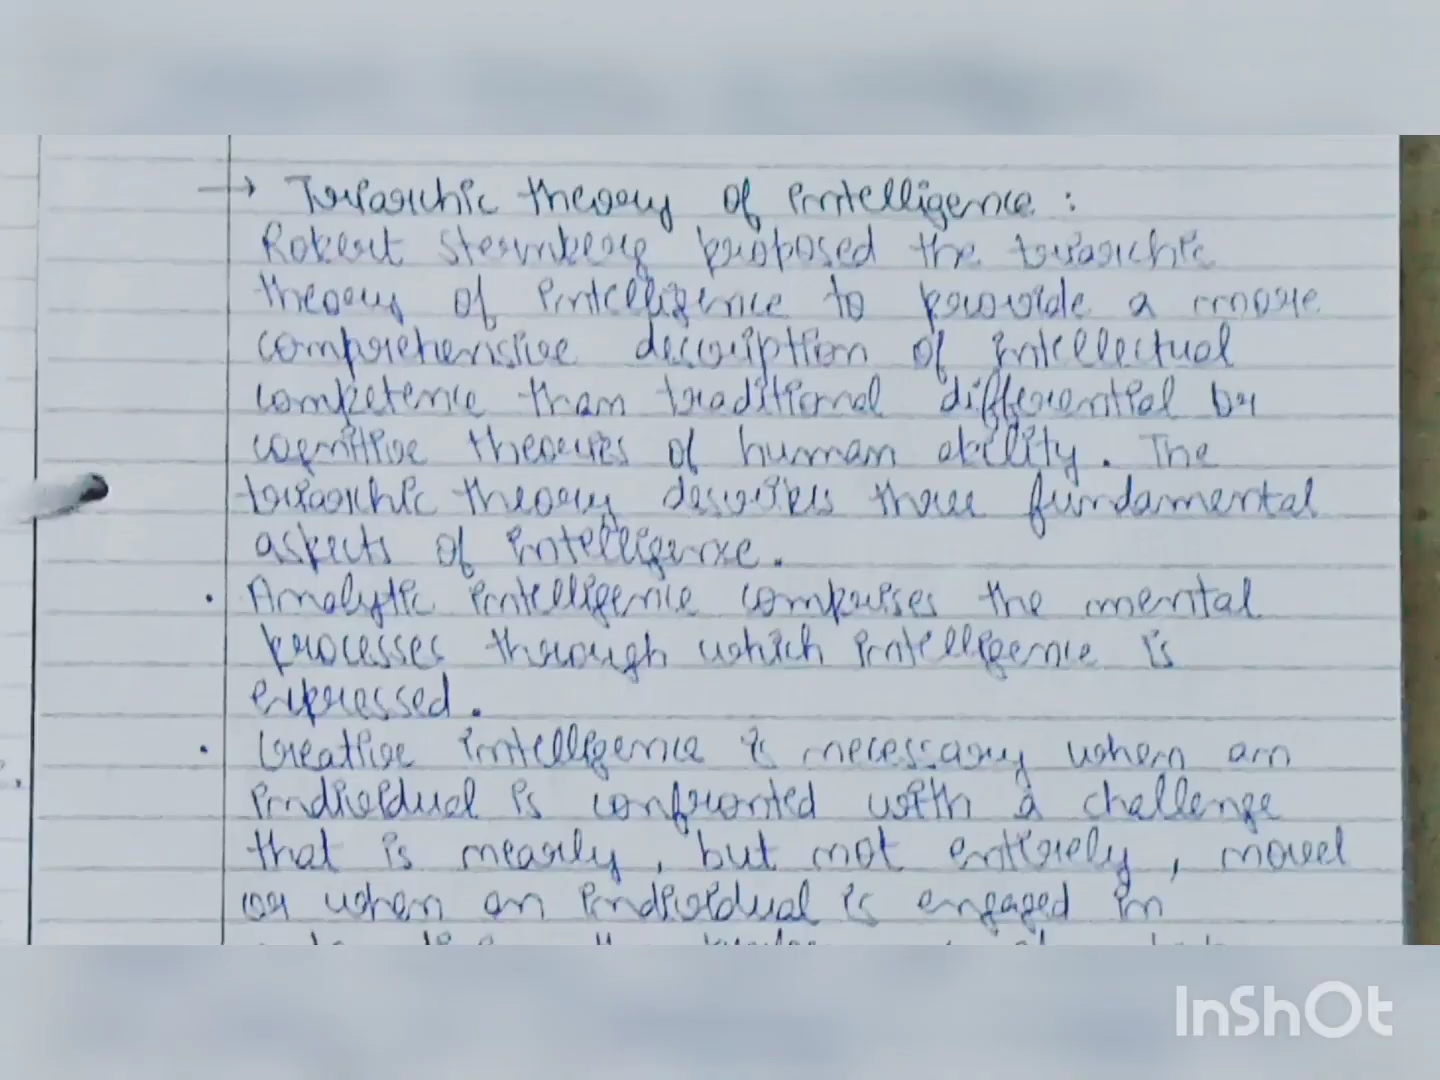 → Triarchic theory of intelligence :
Robert Sternberg proposed the triarchic
theory of intelligence to provide a more
comprehensive description of intellectual
competence than traditional differential or
cognitive theories of human ability. The
triarchic theory describes three fundamental
aspects of intelligence.
• Analytic intelligence comprises the mental
processes through which intelligence is
expressed.
• Creative intelligence is necessary when an
individual is confronted with a challenge
that is nearly, but not entirely, novel
or when an individual is engaged in
InShOt